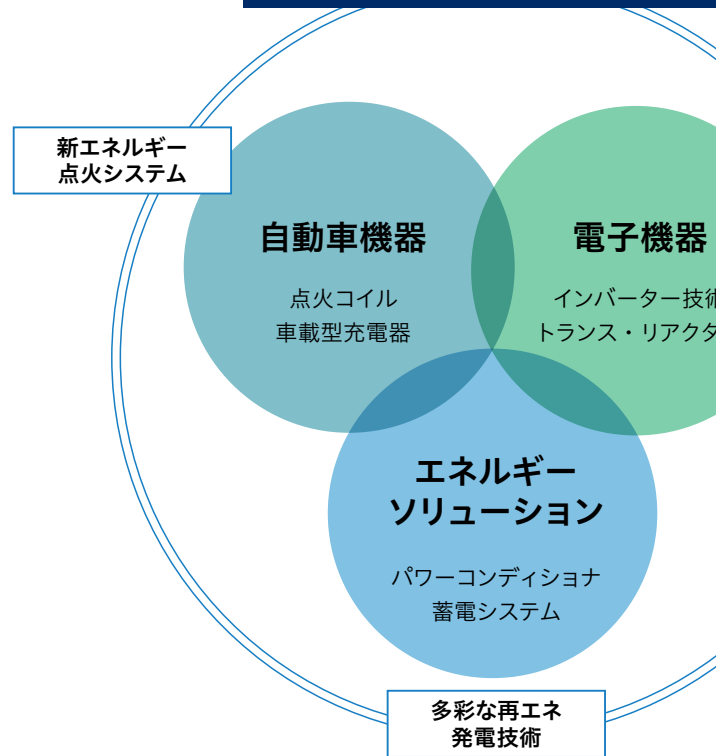 新エネルギー
点火システム
自動車機器
点火コイル
車載型充電器
電子機器
インバーター技術
トランス・リアクタ
エネルギー
ソリューション
パワーコンディショナ
蓄電システム
多彩な再エネ
発電技術